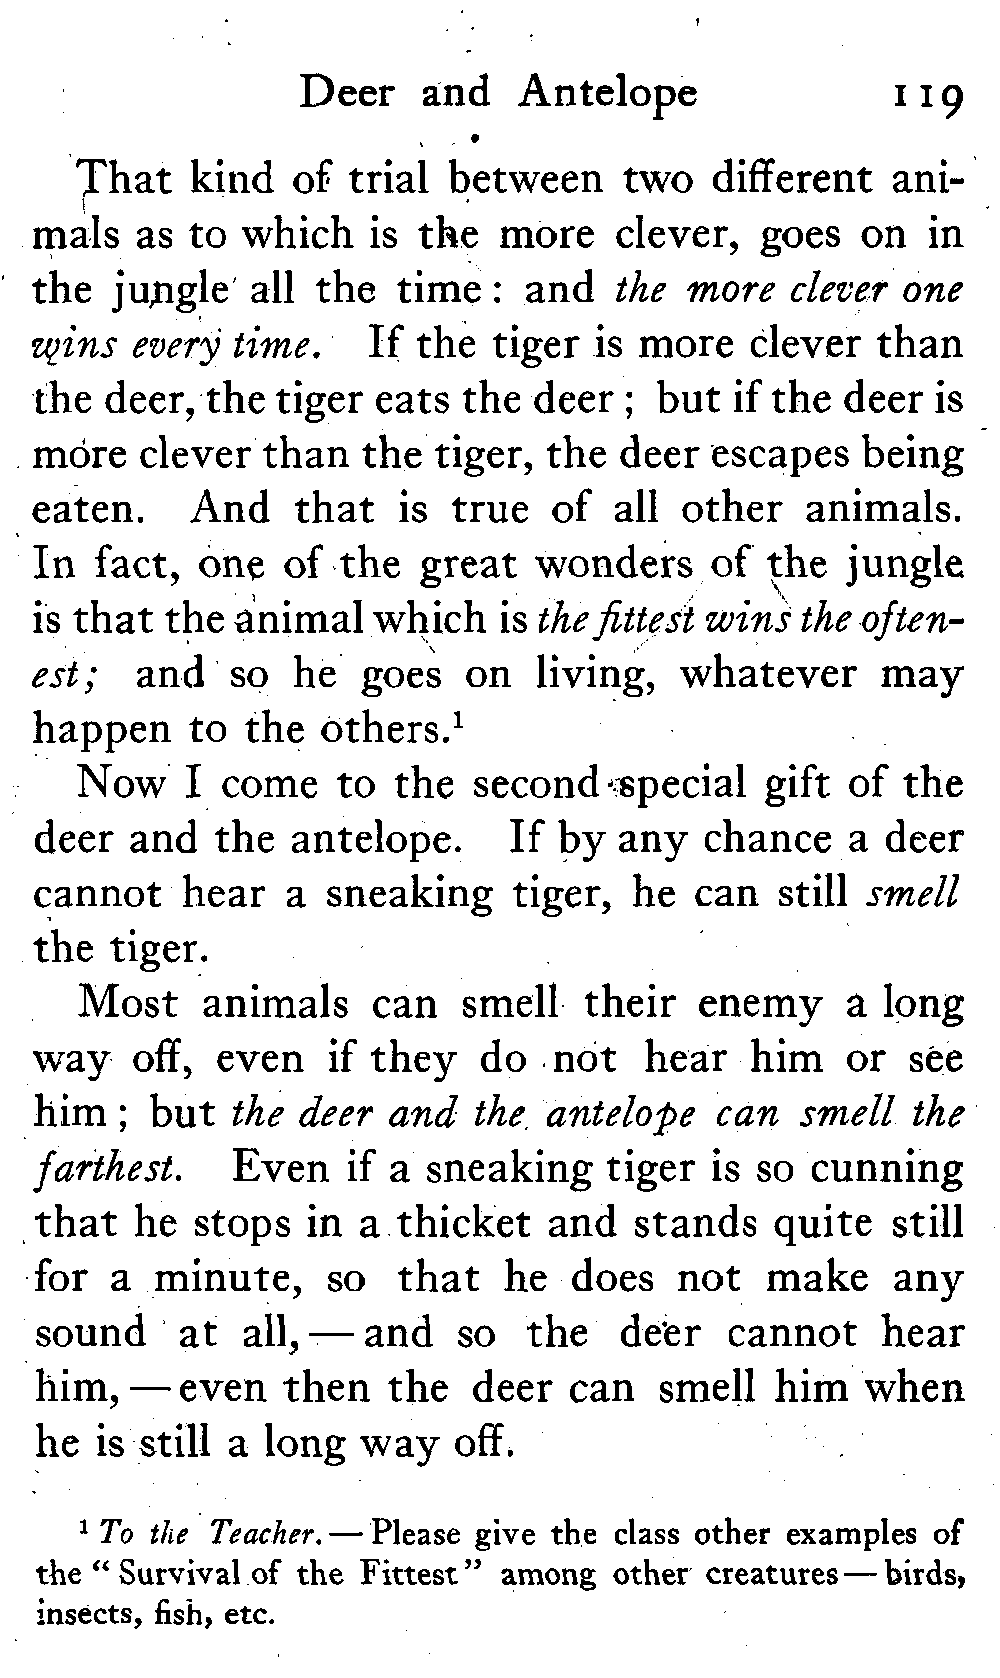 Deer and Antelope 119
That kind of trial between two different ani-
mals as to which is the more clever, goes on in
the jungle all the time: and the more clever one
wins every time. If the tiger is more clever than
the deer, the tiger eats the deer; but if the deer is
more clever than the tiger, the deer escapes being
eaten. And that is true of all other animals.
In fact, one of the great wonders of the jungle
is that the animal which is the fittest wins the often-
est; and so he goes on living, whatever may
happen to the others.¹
Now I come to the second special gift of the
deer and the antelope. If by any chance a deer
cannot hear a sneaking tiger, he can still smell
the tiger.
Most animals can smell their enemy a long
way off, even if they do not hear him or see
him; but the deer and the antelope can smell the
farthest. Even if a sneaking tiger is so cunning
that he stops in a thicket and stands quite still
for a minute, so that he does not make any
sound at all,—and so the deer cannot hear
him,—even then the deer can smell him when
he is still a long way off.
¹ To the Teacher.—Please give the class other examples of
the "Survival of the Fittest" among other creatures—birds,
insects, fish, etc.